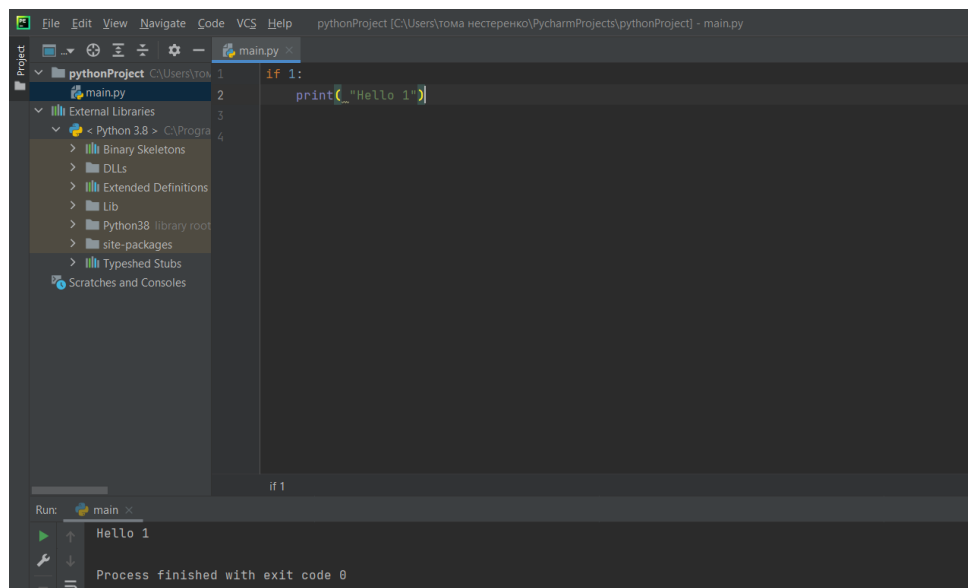 File Edit View Navigate Code VCS Help pythonProject [C:\Users\тома нестеренко\PycharmProjects\pythonProject] - main.py
Project
main.py
pythonProject C:\Users\том
main.py
External Libraries
< Python 3.8 > C:\Progra
Binary Skeletons
DLLs
Extended Definitions
Lib
Python38 library root
site-packages
Typeshed Stubs
Scratches and Consoles
1 if 1:
2 print( "Hello 1")
3
4
if 1
Run: main
Hello 1
Process finished with exit code 0